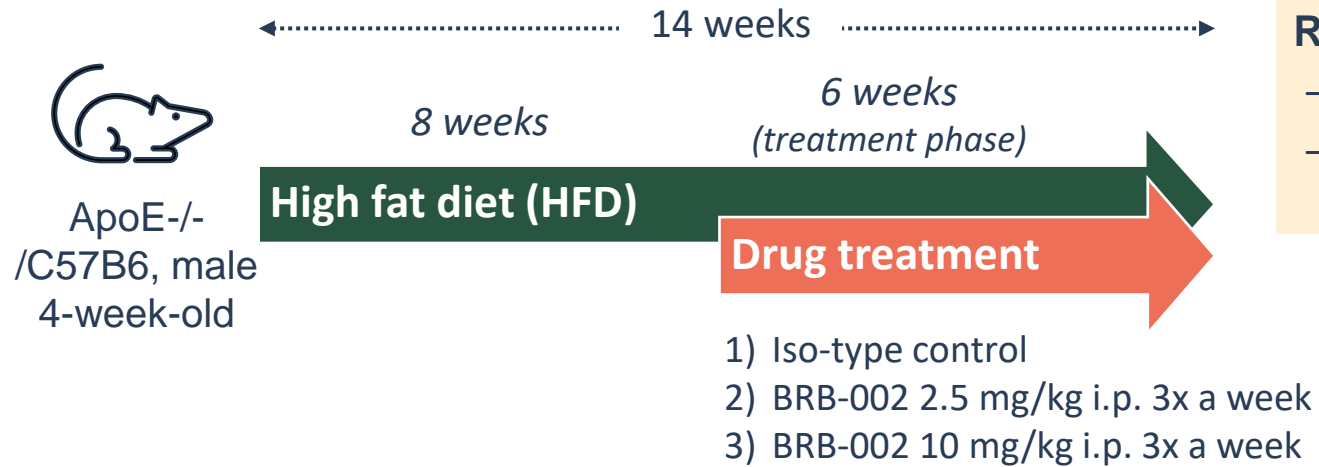 14 weeks
R
8 weeks
6 weeks
(treatment phase)
ApoE-/-
/C57B6, male
4-week-old
High fat diet (HFD)
Drug treatment
1) Iso-type control
2) BRB-002 2.5 mg/kg i.p. 3x a week
3) BRB-002 10 mg/kg i.p. 3x a week